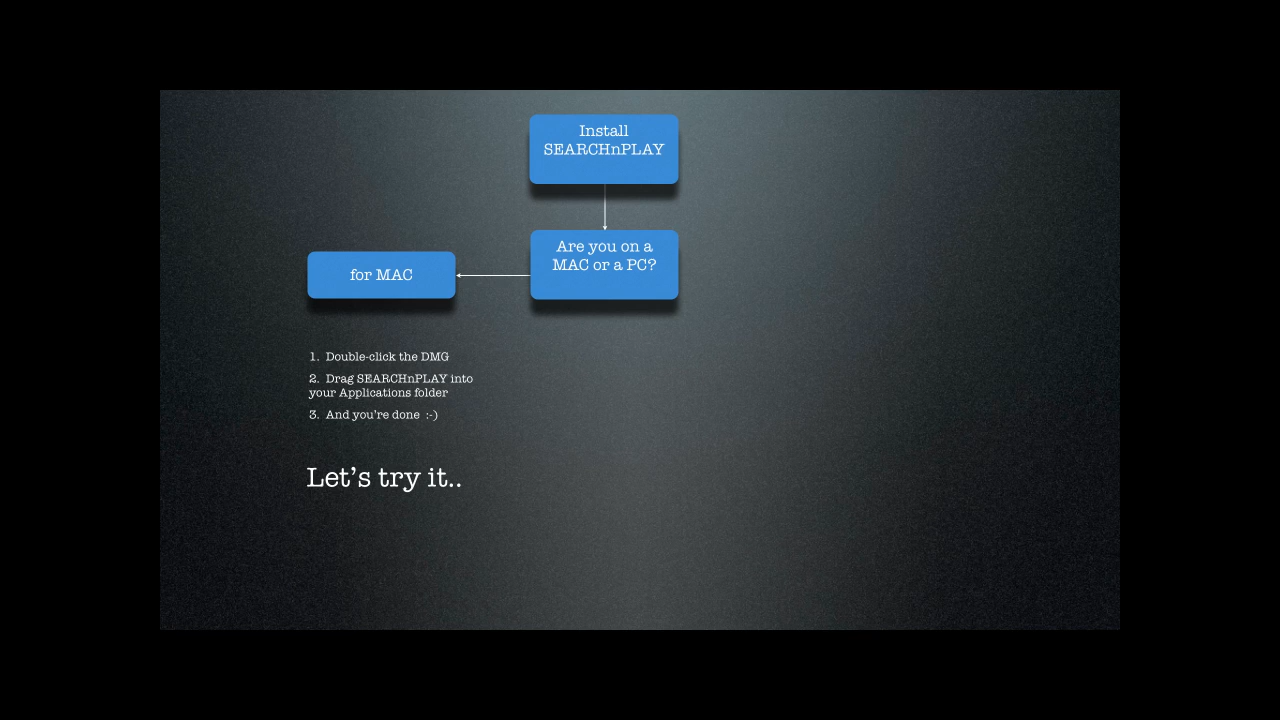 Install
SEARCHnPLAY
Are you on a
MAC or a PC?
for MAC
1. Double-click the DMG
2. Drag SEARCHnPLAY into
your Applications folder
3. And you’re done :-)
Let’s try it..